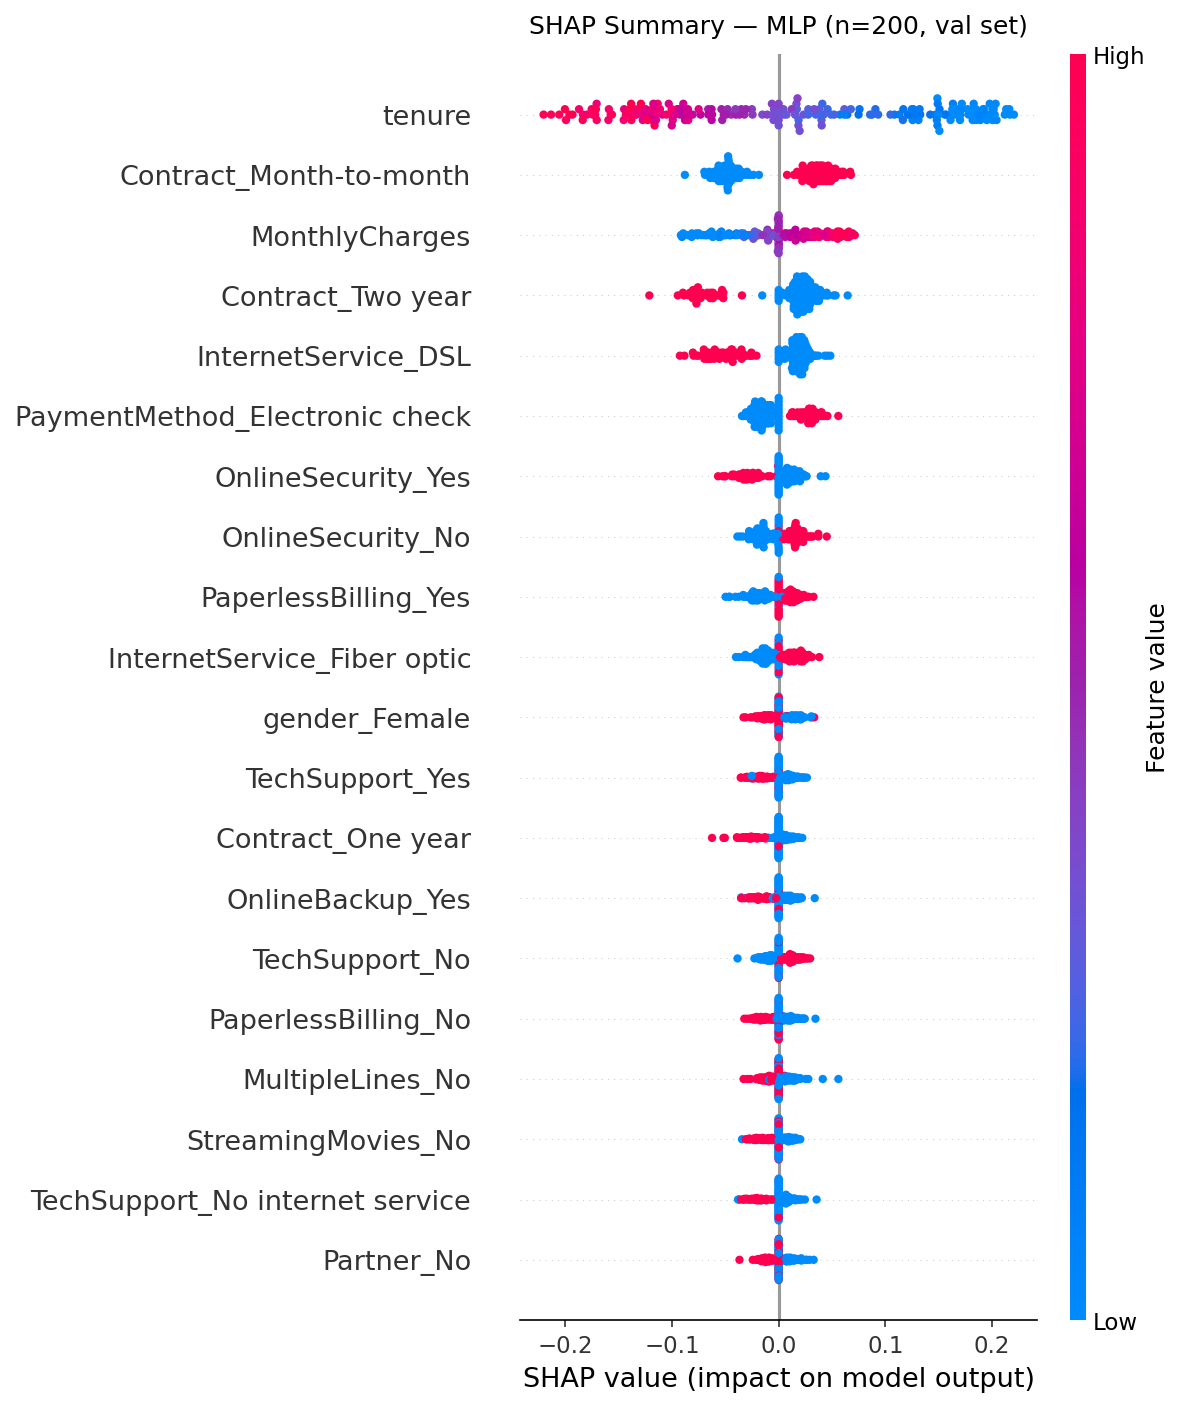 SHAP Summary — MLP (n=200, val set)
High
tenure
Contract_Month-to-month
MonthlyCharges
Contract_Two year
InternetService_DSL
PaymentMethod_Electronic check
OnlineSecurity_Yes
OnlineSecurity_No
PaperlessBilling_Yes
InternetService_Fiber optic
gender_Female
TechSupport_Yes
Contract_One year
OnlineBackup_Yes
TechSupport_No
PaperlessBilling_No
MultipleLines_No
StreamingMovies_No
TechSupport_No internet service
Partner_No
Feature value
Low
−0.2 −0.1 0.0 0.1 0.2
SHAP value (impact on model output)